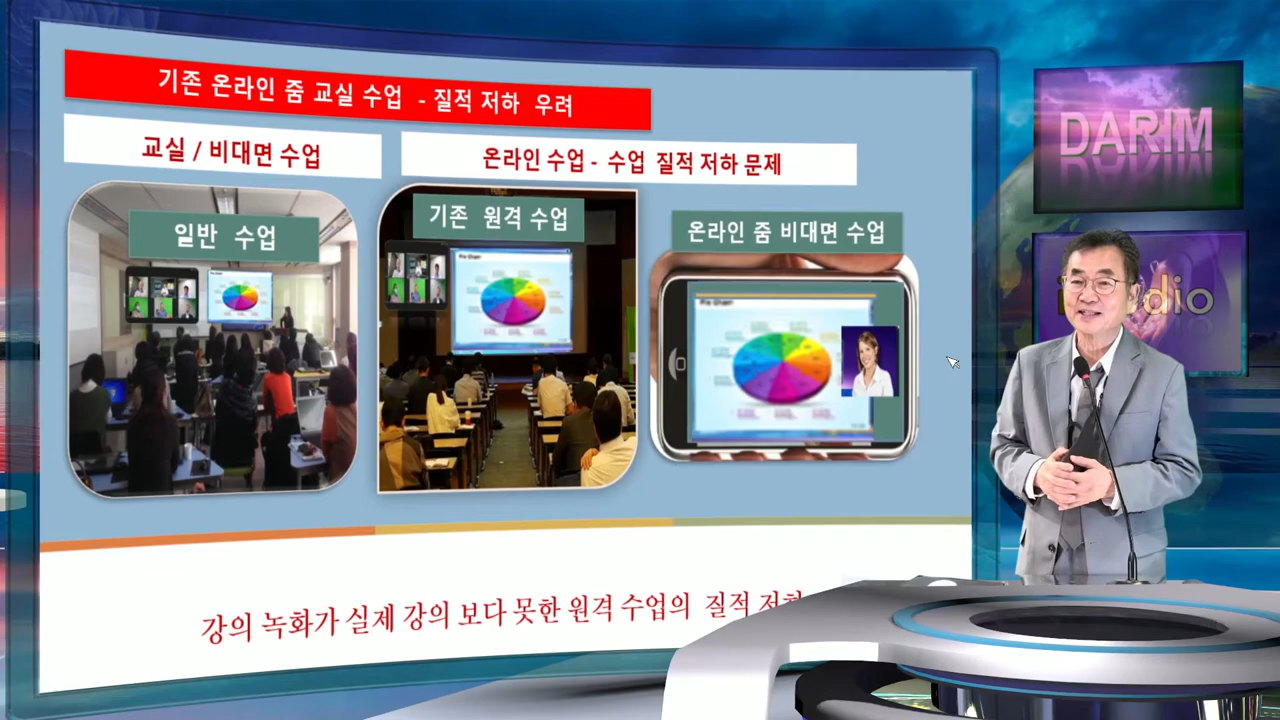 기존 온라인 줌 교실 수업 - 질적 저하 우려
교실 / 비대면 수업
온라인 수업 - 수업 질적 저하 문제
일반 수업
기존 원격 수업
온라인 줌 비대면 수업
Pie Chart
Pie Chart
강의 녹화가 실제 강의 보다 못한 원격 수업의 질적
DARIM